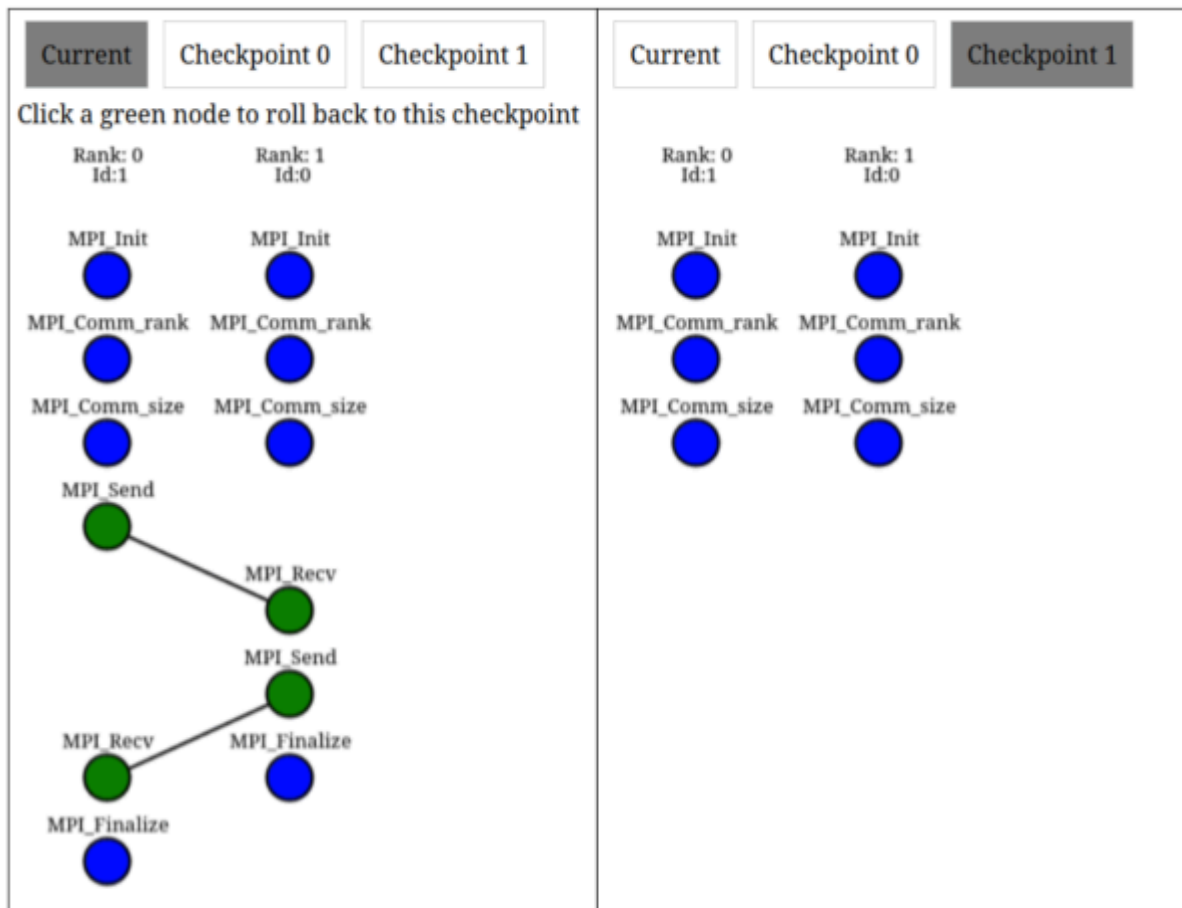 Current Checkpoint 0 Checkpoint 1
Click a green node to roll back to this checkpoint
Rank: 0 Rank: 1
Id:1 Id:0
MPI_Init MPI_Init
MPI_Comm_rank MPI_Comm_rank
MPI_Comm_size MPI_Comm_size
MPI_Send
MPI_Recv
MPI_Send
MPI_Recv MPI_Finalize
MPI_Finalize
Current Checkpoint 0 Checkpoint 1
Rank: 0 Rank: 1
Id:1 Id:0
MPI_Init MPI_Init
MPI_Comm_rank MPI_Comm_rank
MPI_Comm_size MPI_Comm_size